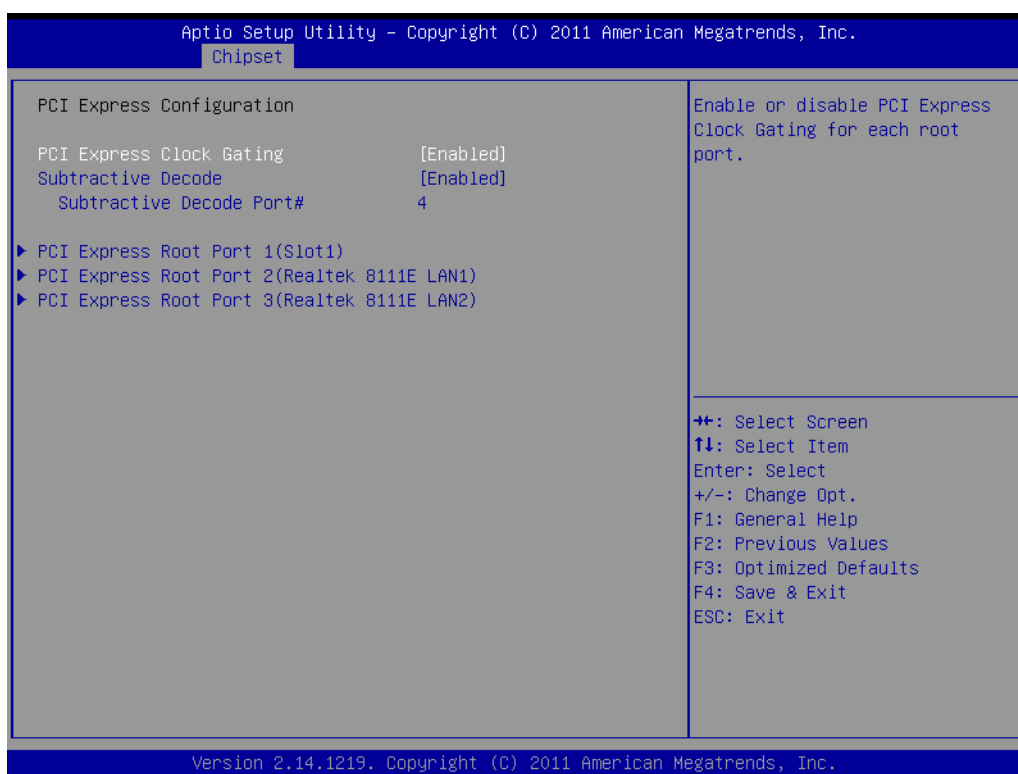 Aptio Setup Utility – Copyright (C) 2011 American Megatrends, Inc.
Chipset
PCI Express Configuration
PCI Express Clock Gating [Enabled]
Subtractive Decode [Enabled]
Subtractive Decode Port# 4
▶ PCI Express Root Port 1(Slot1)
▶ PCI Express Root Port 2(Realtek 8111E LAN1)
▶ PCI Express Root Port 3(Realtek 8111E LAN2)
Enable or disable PCI Express
Clock Gating for each root
port.
→←: Select Screen
↑↓: Select Item
Enter: Select
+/-: Change Opt.
F1: General Help
F2: Previous Values
F3: Optimized Defaults
F4: Save & Exit
ESC: Exit
Version 2.14.1219. Copyright (C) 2011 American Megatrends, Inc.